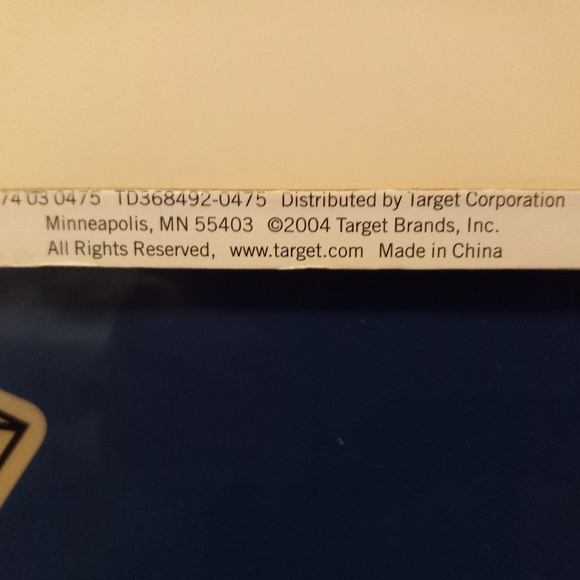 74 03 0475 TD368492-0475 Distributed by Target Corporation
Minneapolis, MN 55403 ©2004 Target Brands, Inc.
All Rights Reserved, www.target.com Made in China